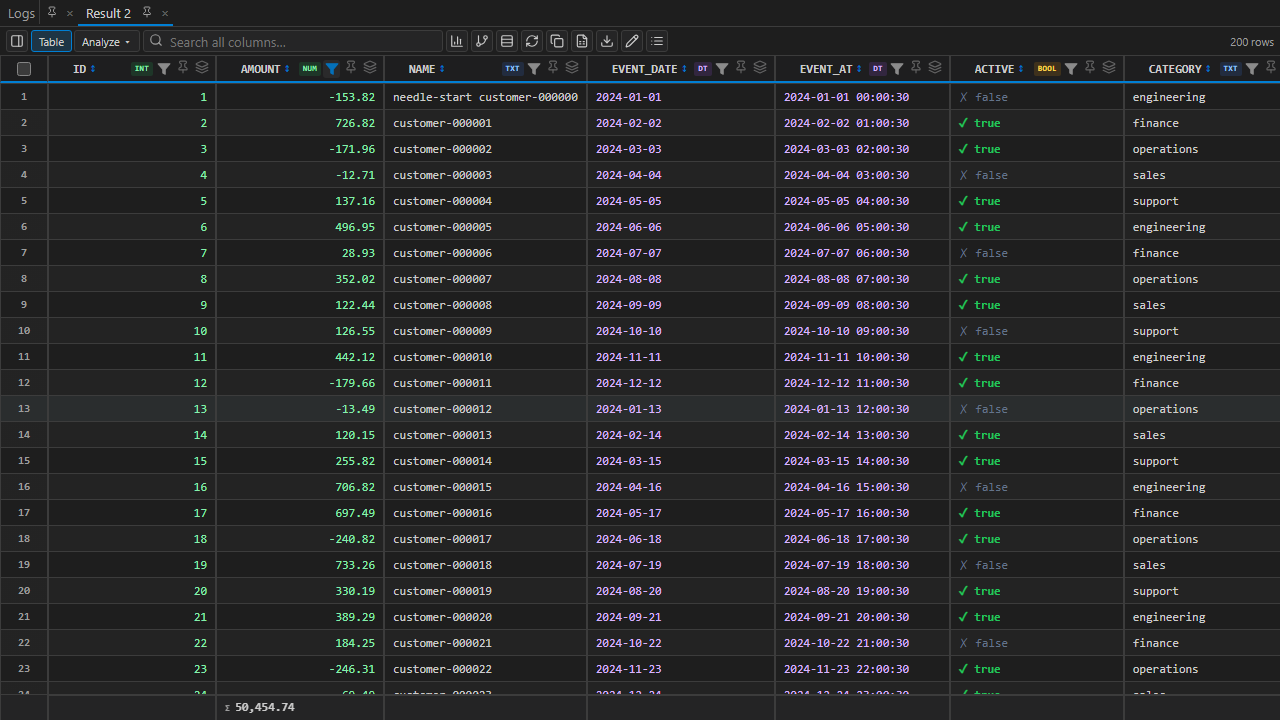 Logs Result 2
Table Analyze Search all columns... 200 rows
ID INT AMOUNT NUM NAME TXT EVENT_DATE DT EVENT_AT DT ACTIVE BOOL CATEGORY TXT
1 1 -153.82 needle-start customer-000000 2024-01-01 2024-01-01 00:00:30 ✗ false engineering
2 2 726.82 customer-000001 2024-02-02 2024-02-02 01:00:30 ✓ true finance
3 3 -171.96 customer-000002 2024-03-03 2024-03-03 02:00:30 ✓ true operations
4 4 -12.71 customer-000003 2024-04-04 2024-04-04 03:00:30 ✗ false sales
5 5 137.16 customer-000004 2024-05-05 2024-05-05 04:00:30 ✓ true support
6 6 496.95 customer-000005 2024-06-06 2024-06-06 05:00:30 ✓ true engineering
7 7 28.93 customer-000006 2024-07-07 2024-07-07 06:00:30 ✗ false finance
8 8 352.02 customer-000007 2024-08-08 2024-08-08 07:00:30 ✓ true operations
9 9 122.44 customer-000008 2024-09-09 2024-09-09 08:00:30 ✓ true sales
10 10 126.55 customer-000009 2024-10-10 2024-10-10 09:00:30 ✗ false support
11 11 442.12 customer-000010 2024-11-11 2024-11-11 10:00:30 ✓ true engineering
12 12 -179.66 customer-000011 2024-12-12 2024-12-12 11:00:30 ✓ true finance
13 13 -13.49 customer-000012 2024-01-13 2024-01-13 12:00:30 ✗ false operations
14 14 120.15 customer-000013 2024-02-14 2024-02-14 13:00:30 ✓ true sales
15 15 255.82 customer-000014 2024-03-15 2024-03-15 14:00:30 ✓ true support
16 16 706.82 customer-000015 2024-04-16 2024-04-16 15:00:30 ✗ false engineering
17 17 697.49 customer-000016 2024-05-17 2024-05-17 16:00:30 ✓ true finance
18 18 -240.82 customer-000017 2024-06-18 2024-06-18 17:00:30 ✓ true operations
19 19 733.26 customer-000018 2024-07-19 2024-07-19 18:00:30 ✗ false sales
20 20 330.19 customer-000019 2024-08-20 2024-08-20 19:00:30 ✓ true support
21 21 389.29 customer-000020 2024-09-21 2024-09-21 20:00:30 ✓ true engineering
22 22 184.25 customer-000021 2024-10-22 2024-10-22 21:00:30 ✗ false finance
23 23 -246.31 customer-000022 2024-11-23 2024-11-23 22:00:30 ✓ true operations
Σ 50,454.74